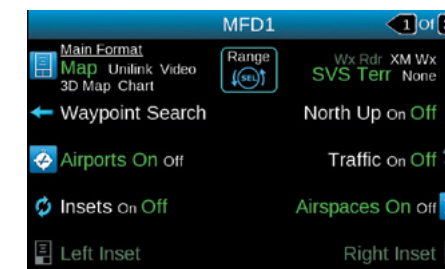 MFD1
1 Of
Main Format
Map Unilink Video
3D Map Chart
Range
SEL
Wx Rdr XM Wx
SVS Terr None
Waypoint Search
North Up On Off
Airports On Off
Traffic On Off
Insets On Off
Airspaces On Off
Left Inset
Right Inset